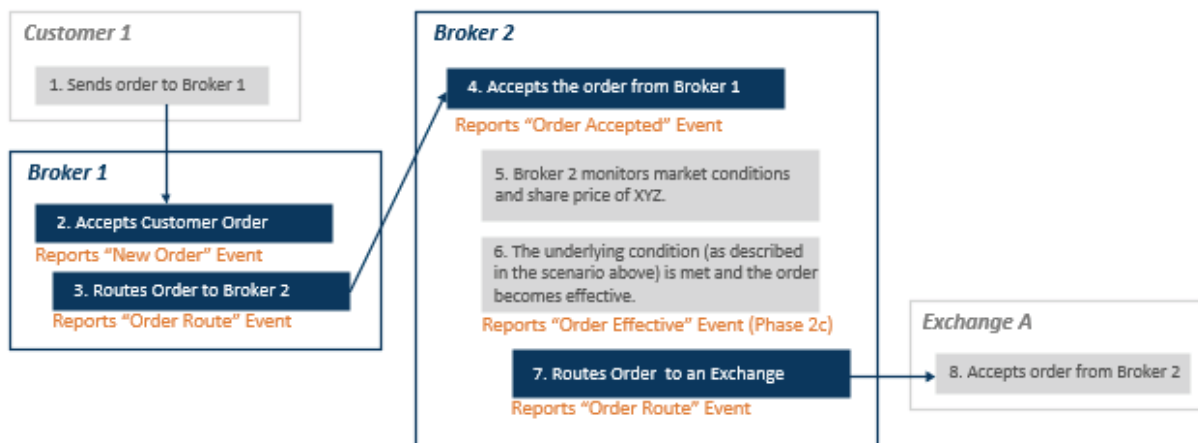 Customer 1
1. Sends order to Broker 1
Broker 1
2. Accepts Customer Order
Reports “New Order” Event
3. Routes Order to Broker 2
Reports “Order Route” Event
Broker 2
4. Accepts the order from Broker 1
Reports “Order Accepted” Event
5. Broker 2 monitors market conditions
and share price of XYZ.
6. The underlying condition (as described
in the scenario above) is met and the order
becomes effective.
Reports “Order Effective” Event (Phase 2c)
7. Routes Order to an Exchange
Reports “Order Route” Event
Exchange A
8. Accepts order from Broker 2